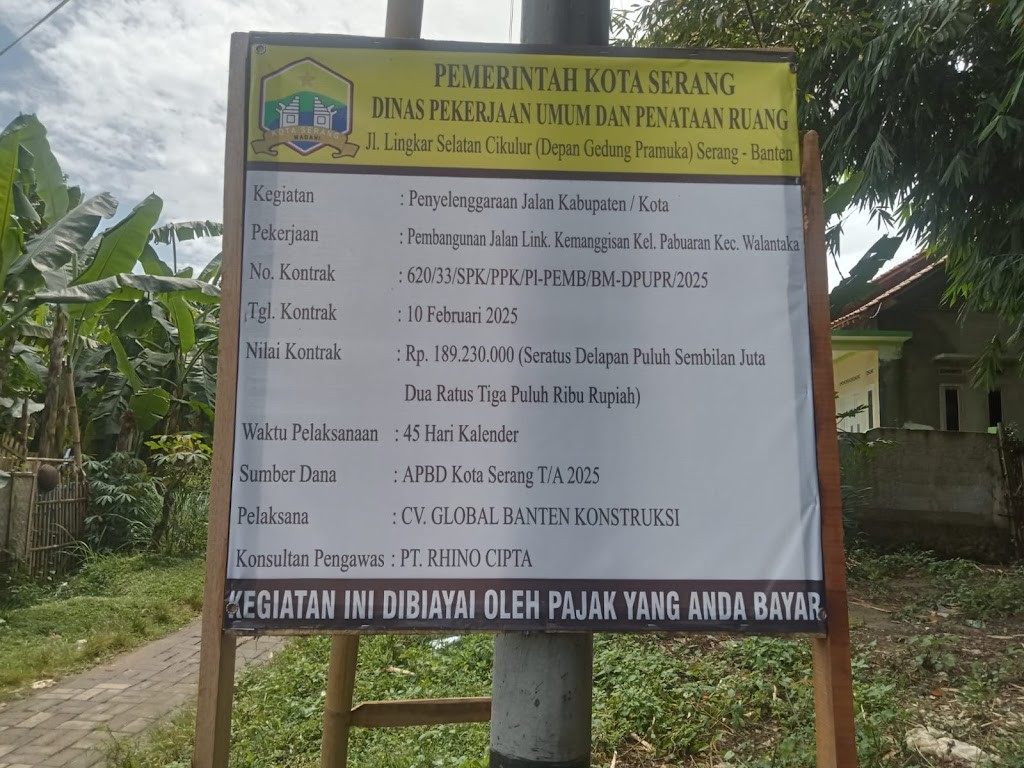 PEMERINTAH KOTA SERANG
DINAS PEKERJAAN UMUM DAN PENATAAN RUANG
Jl. Lingkar Selatan Cikulur (Depan Gedung Pramuka) Serang - Banten
KOTA SERANG
MADANI
Kegiatan : Penyelenggaraan Jalan Kabupaten / Kota
Pekerjaan : Pembangunan Jalan Link. Kemanggisan Kel. Pabuaran Kec. Walantaka
No. Kontrak : 620/33/SPK/PPK/Pl-PEMB/BM-DPUPR/2025
Tgl. Kontrak : 10 Februari 2025
Nilai Kontrak : Rp. 189.230.000 (Seratus Delapan Puluh Sembilan Juta
Dua Ratus Tiga Puluh Ribu Rupiah)
Waktu Pelaksanaan : 45 Hari Kalender
Sumber Dana : APBD Kota Serang T/A 2025
Pelaksana : CV. GLOBAL BANTEN KONSTRUKSI
Konsultan Pengawas : PT. RHINO CIPTA
KEGIATAN INI DIBIAYAI OLEH PAJAK YANG ANDA BAYAR